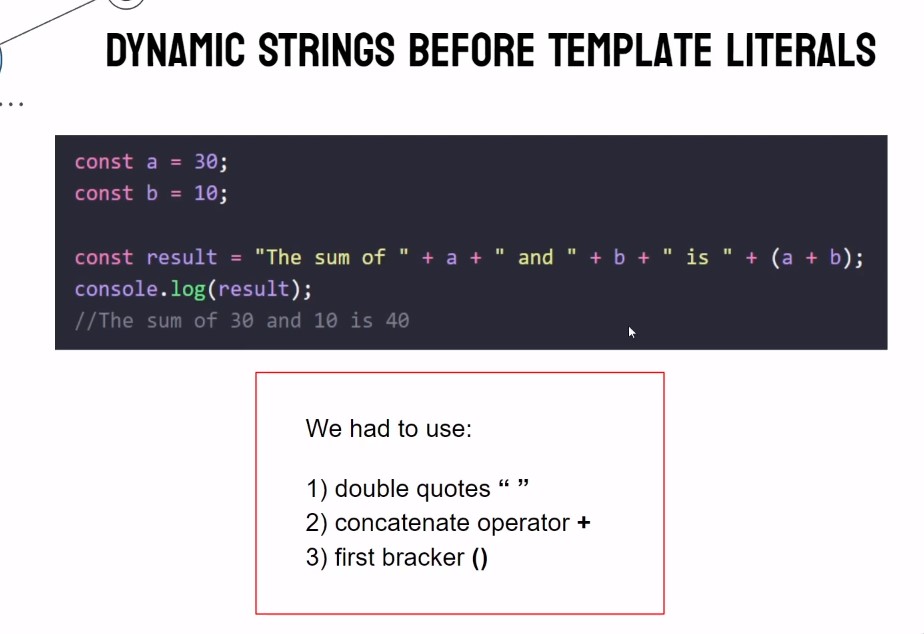 DYNAMIC STRINGS BEFORE TEMPLATE LITERALS
...
const a = 30;
const b = 10;
const result = "The sum of " + a + " and " + b + " is " + (a + b);
console.log(result);
//The sum of 30 and 10 is 40
We had to use:
1) double quotes “ ”
2) concatenate operator +
3) first bracker ()